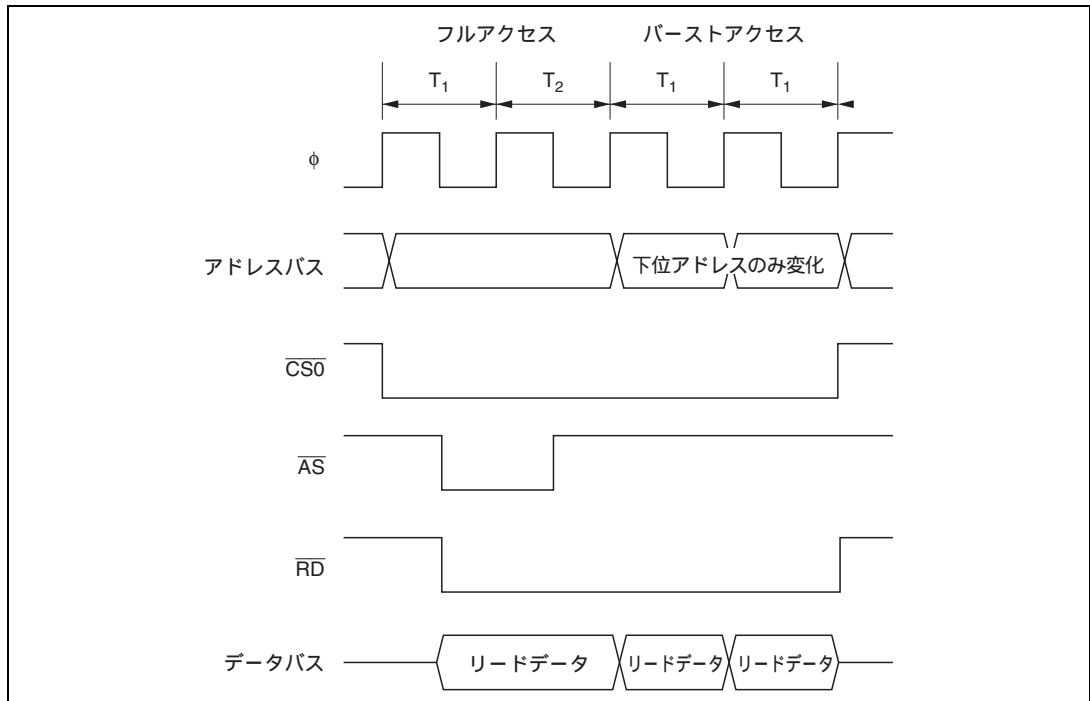 フルアクセス バーストアクセス
T₁ T₂ T₁ T₁
φ
アドレスバス 下位アドレスのみ変化
C̅S̅0̅
A̅S̅
R̅D̅
データバス リードデータ リードデータ リードデータ